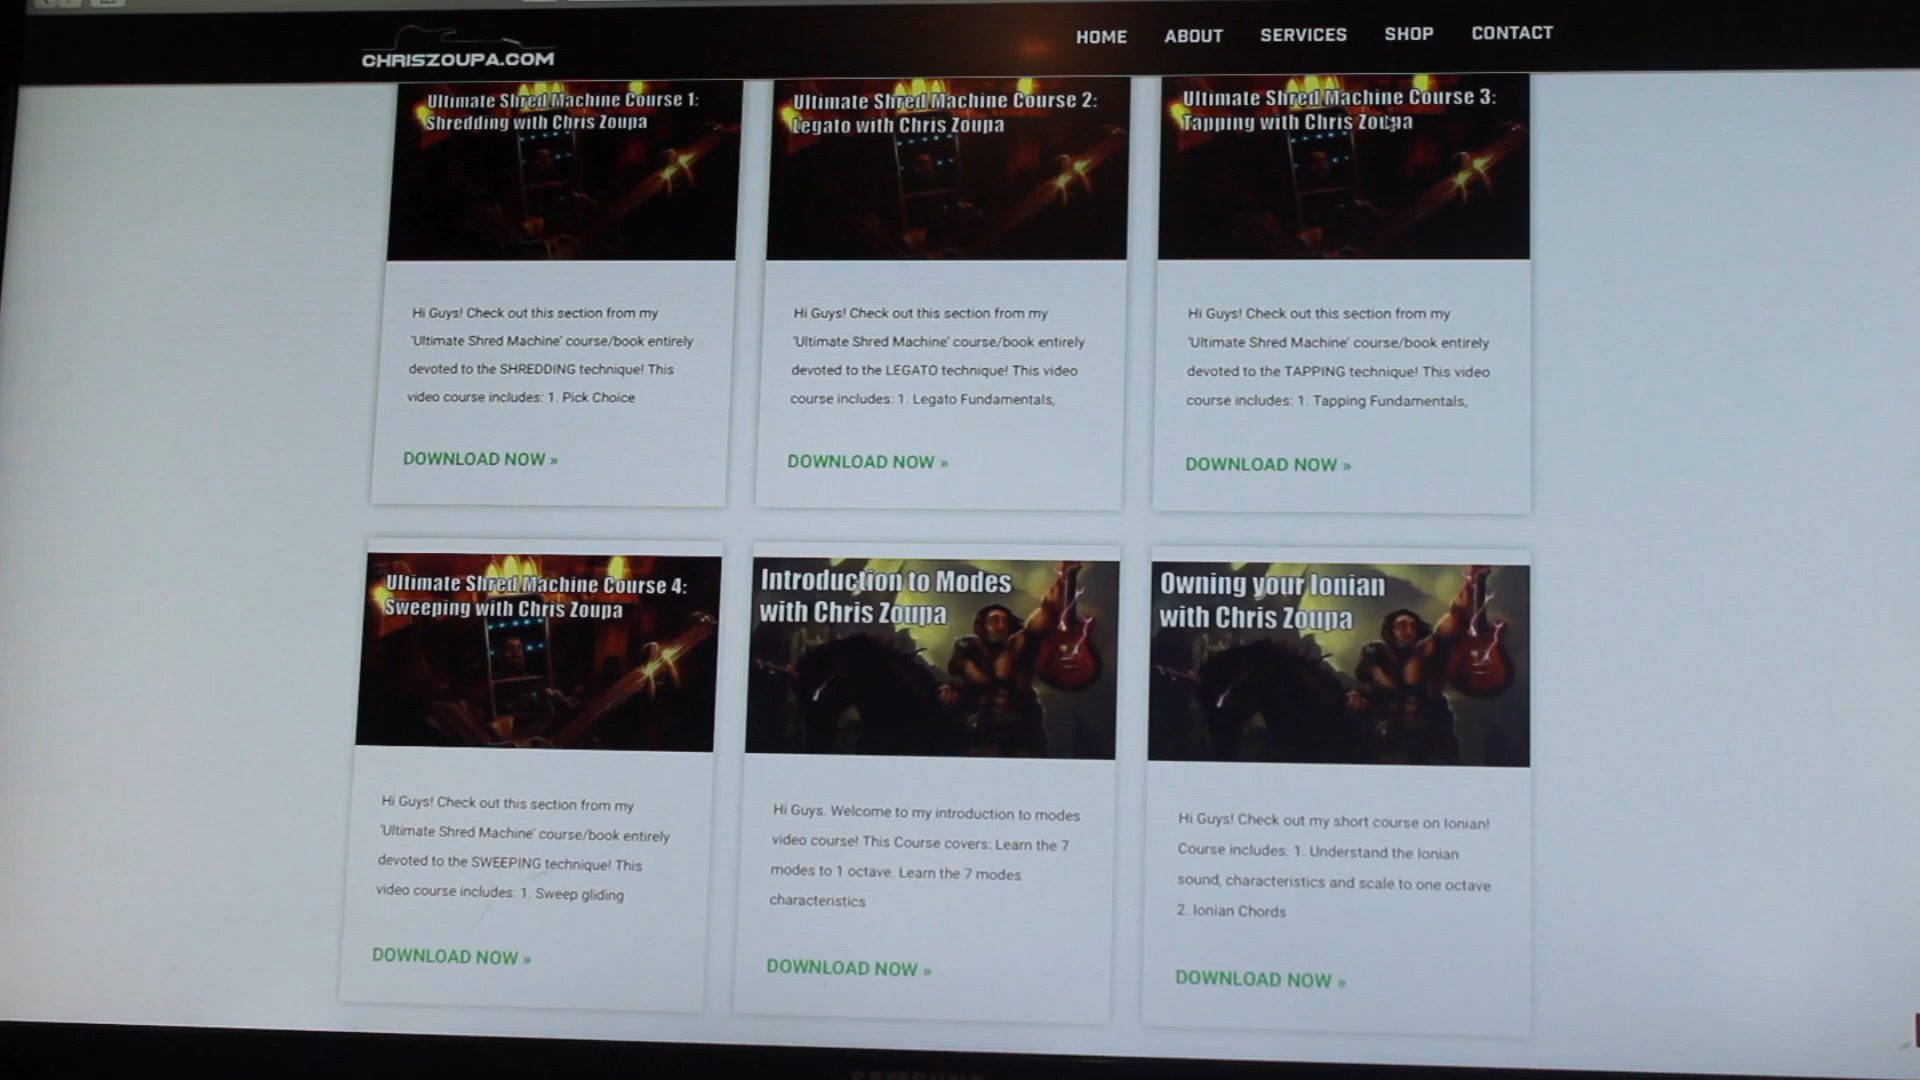 CHRISZOUPA.COM
HOME ABOUT SERVICES SHOP CONTACT
Ultimate Shred Machine Course 1:
Shredding with Chris Zoupa
Hi Guys! Check out this section from my
'Ultimate Shred Machine' course/book entirely
devoted to the SHREDDING technique! This
video course includes: 1. Pick Choice
DOWNLOAD NOW »
Ultimate Shred Machine Course 2:
Legato with Chris Zoupa
Hi Guys! Check out this section from my
'Ultimate Shred Machine' course/book entirely
devoted to the LEGATO technique! This video
course includes: 1. Legato Fundamentals,
DOWNLOAD NOW »
Ultimate Shred Machine Course 3:
Tapping with Chris Zoupa
Hi Guys! Check out this section from my
'Ultimate Shred Machine' course/book entirely
devoted to the TAPPING technique! This video
course includes: 1. Tapping Fundamentals,
DOWNLOAD NOW »
Ultimate Shred Machine Course 4:
Sweeping with Chris Zoupa
Hi Guys! Check out this section from my
'Ultimate Shred Machine' course/book entirely
devoted to the SWEEPING technique! This
video course includes: 1. Sweep gliding
DOWNLOAD NOW »
Introduction to Modes
with Chris Zoupa
Hi Guys. Welcome to my introduction to modes
video course! This Course covers: Learn the 7
modes to 1 octave. Learn the 7 modes
characteristics
DOWNLOAD NOW »
Owning your Ionian
with Chris Zoupa
Hi Guys! Check out my short course on Ionian!
Course includes: 1. Understand the Ionian
sound, characteristics and scale to one octave
2. Ionian Chords
DOWNLOAD NOW »
SAMSUNG